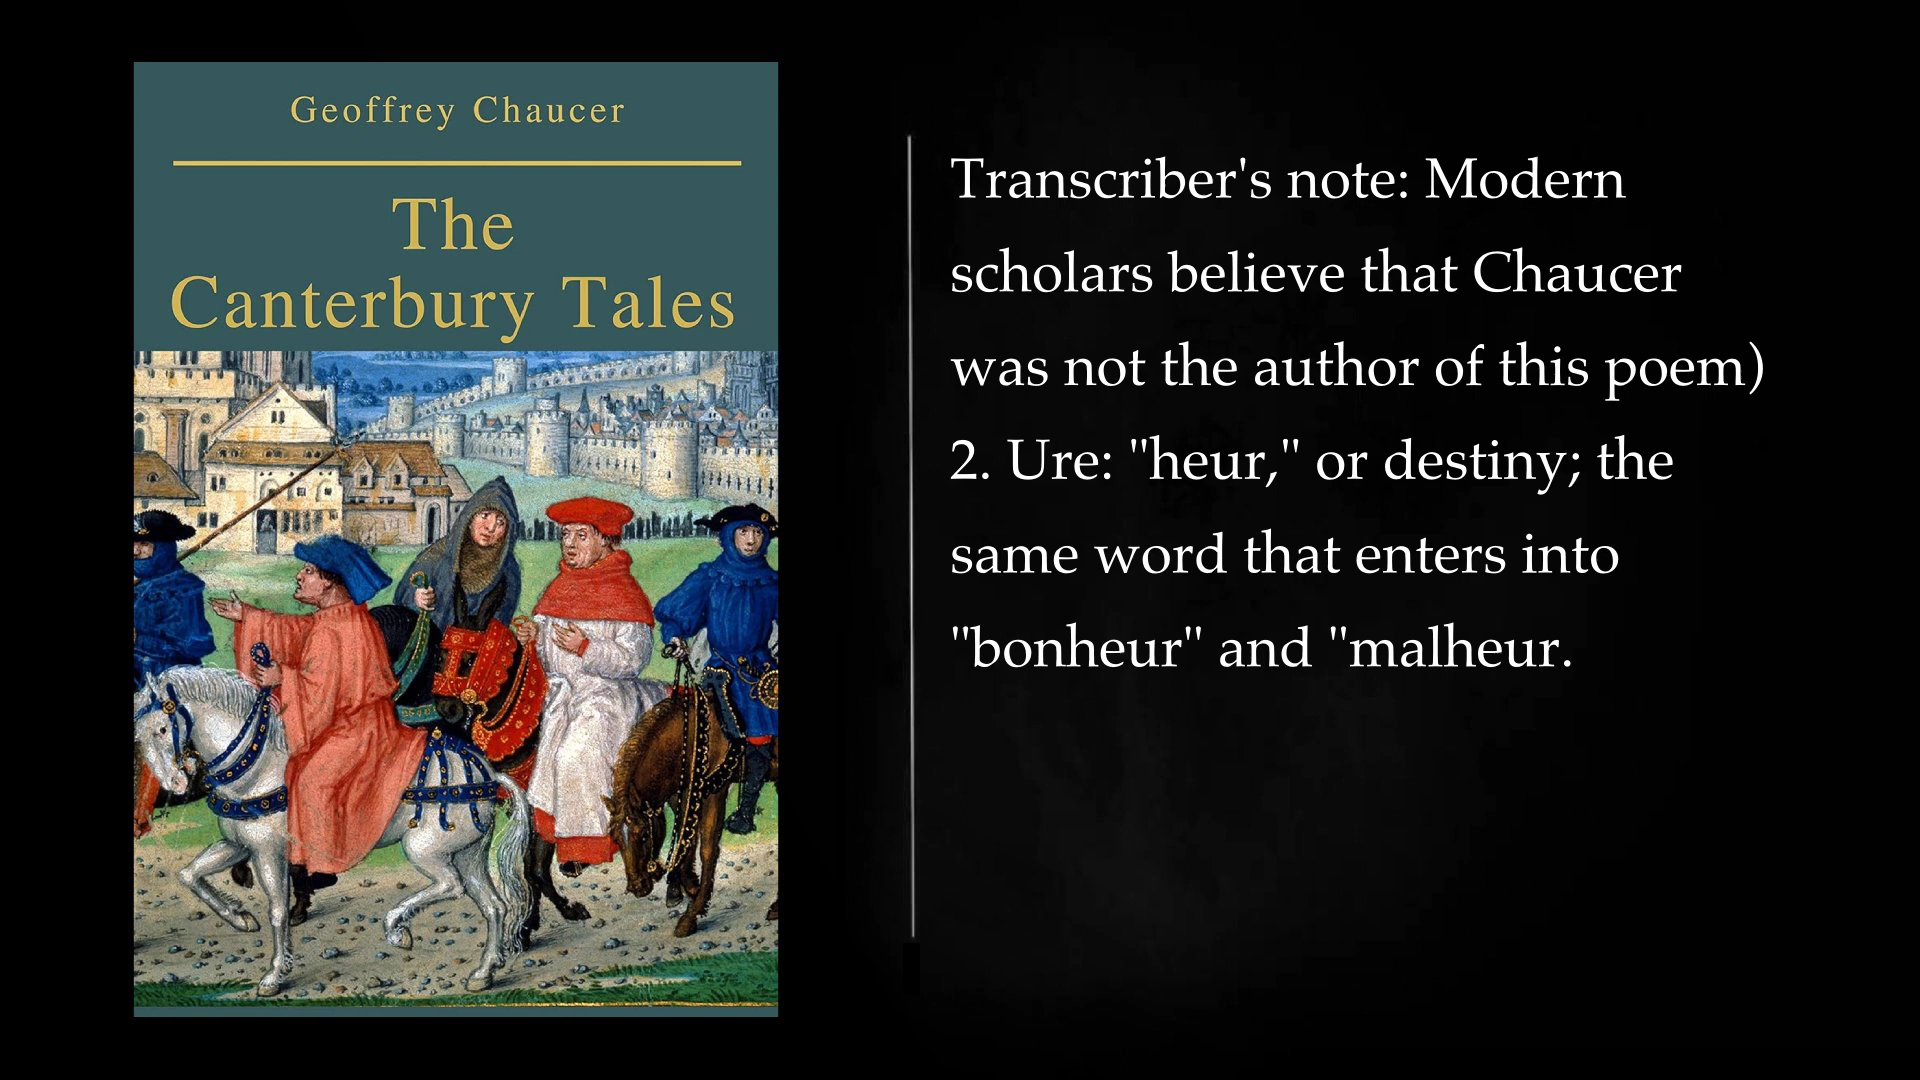 Geoffrey Chaucer
The
Canterbury Tales
Transcriber's note: Modern
scholars believe that Chaucer
was not the author of this poem)
2. Ure: "heur," or destiny; the
same word that enters into
"bonheur" and "malheur.